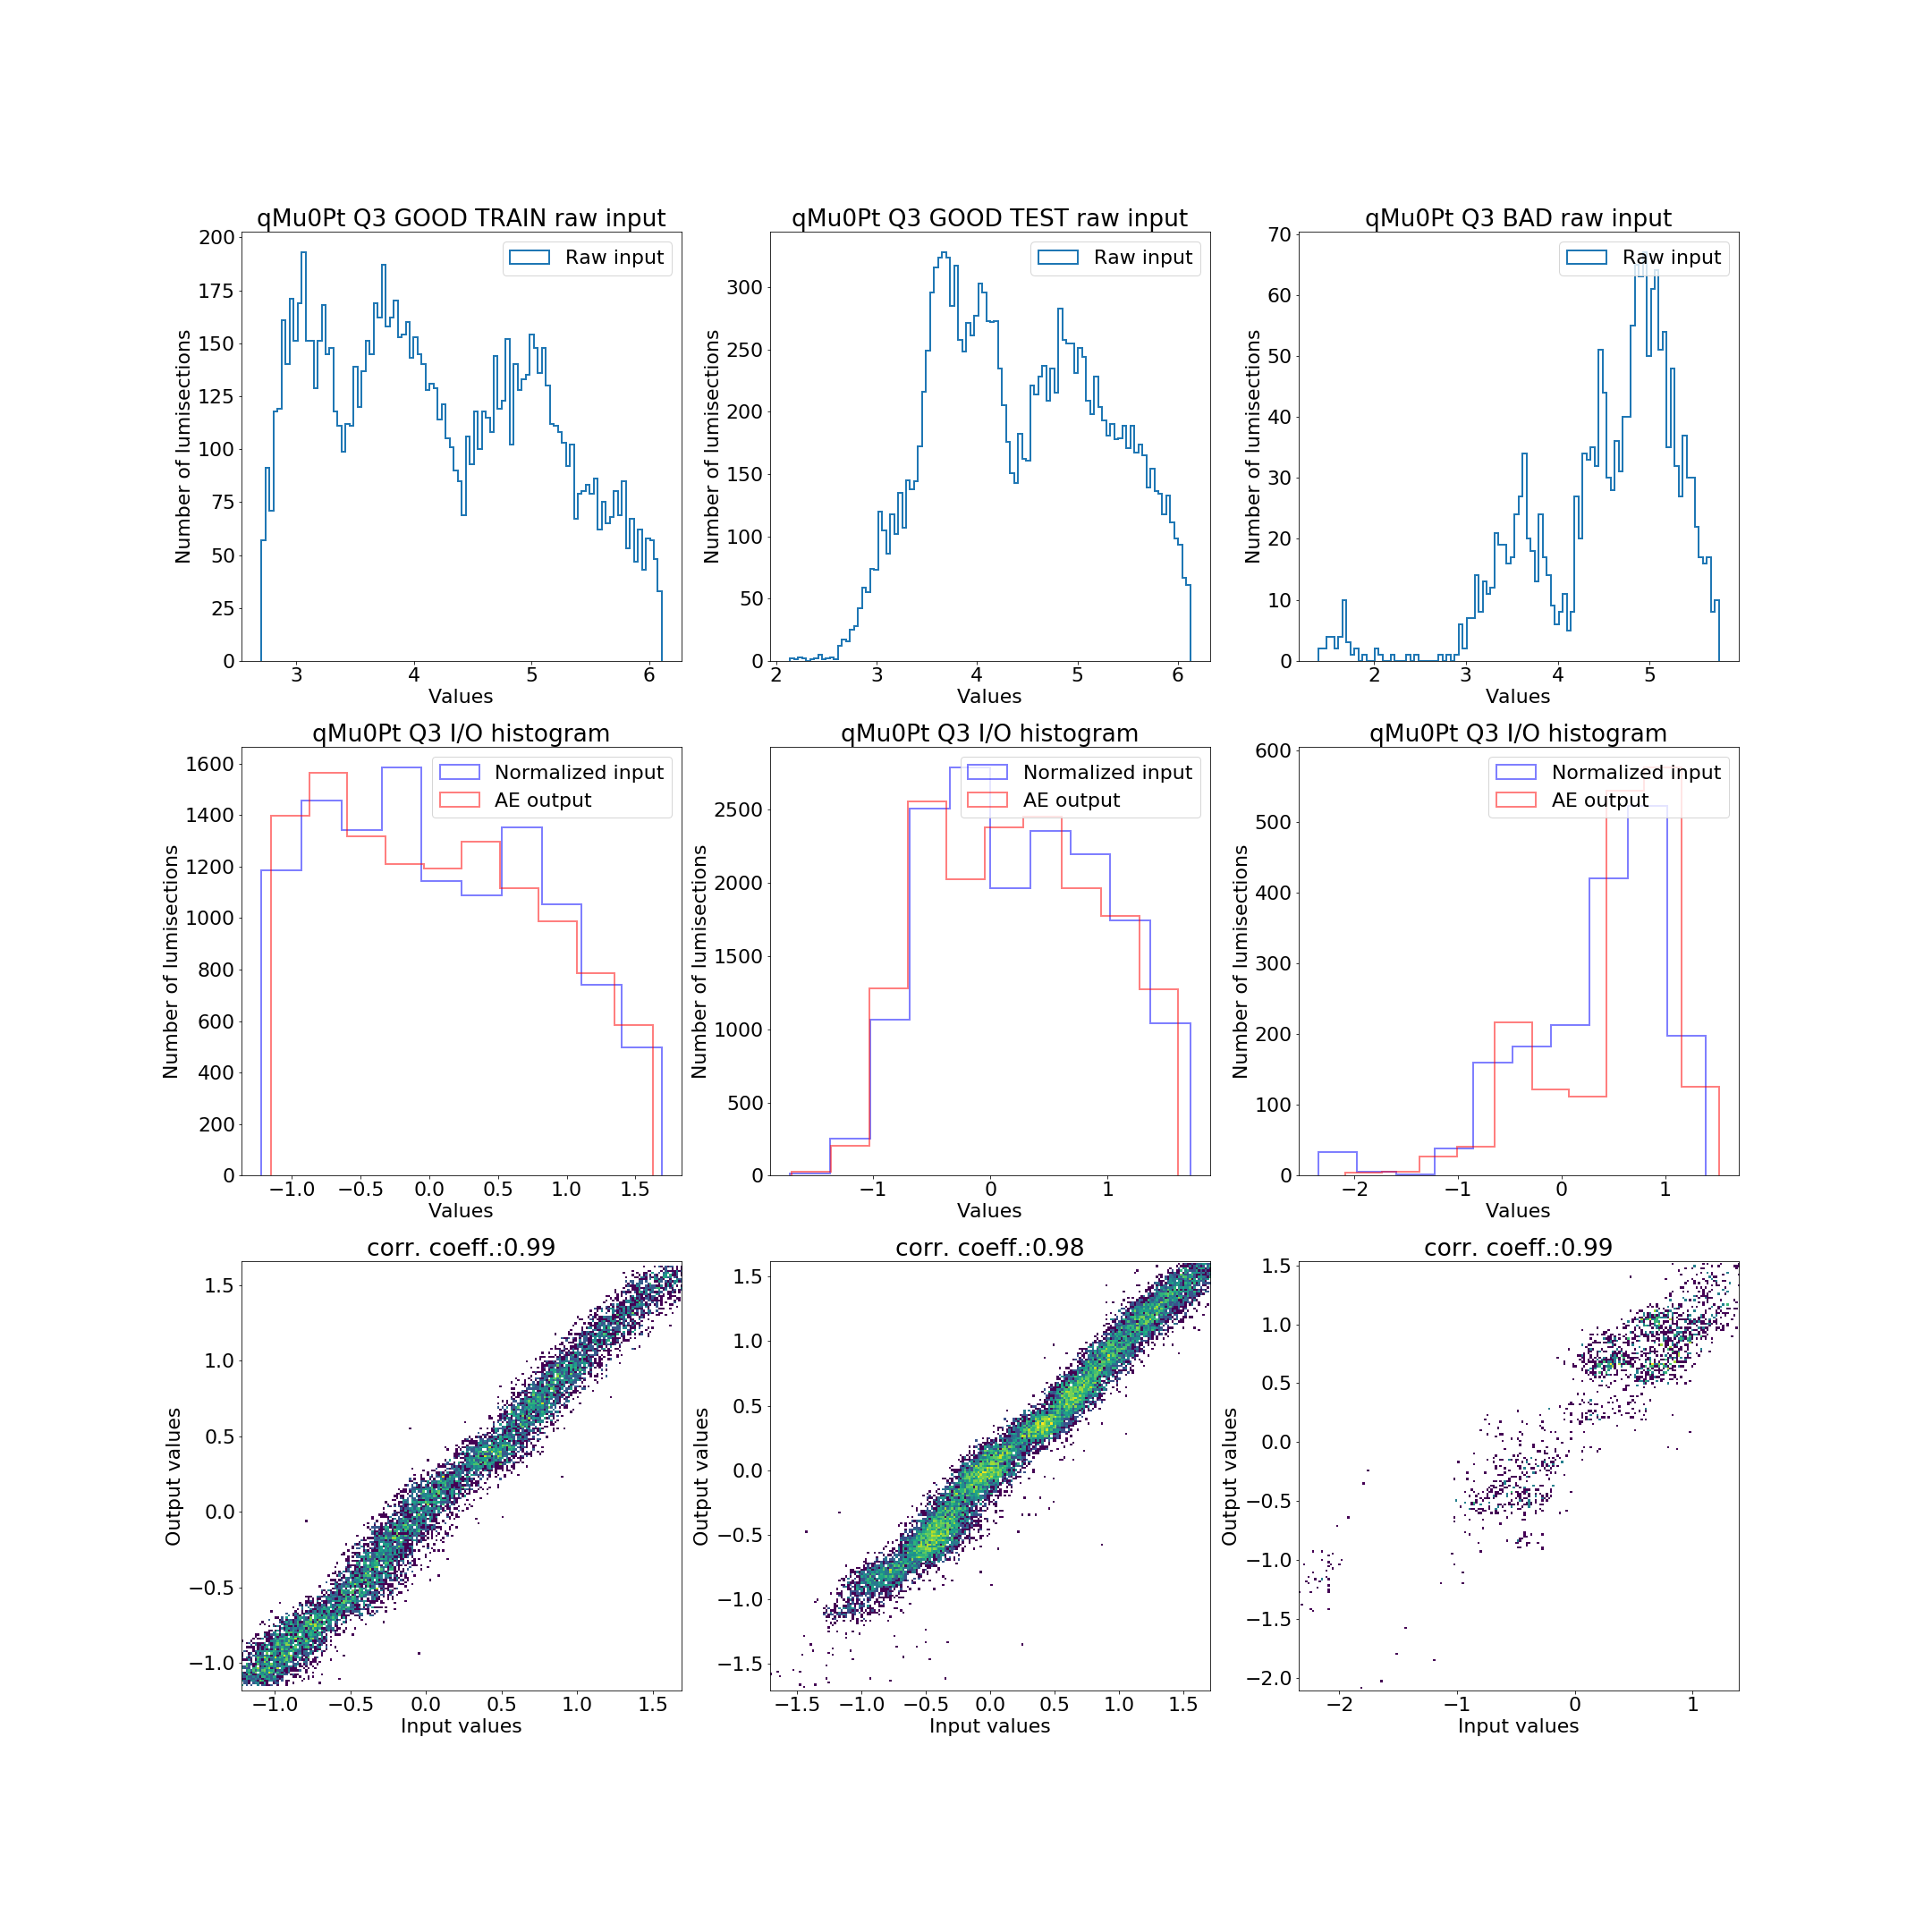 qMu0Pt Q3 GOOD TRAIN raw input
200
175
150
125
100
75
50
25
0
Number of lumisections
Raw input
3 4 5 6
Values
qMu0Pt Q3 GOOD TEST raw input
300
250
200
150
100
50
0
Number of lumisections
Raw input
2 3 4 5 6
Values
qMu0Pt Q3 BAD raw input
70
60
50
40
30
20
10
0
Number of lumisections
Raw input
2 3 4 5
Values
qMu0Pt Q3 I/O histogram
1600
1400
1200
1000
800
600
400
200
0
Number of lumisections
Normalized input
AE output
−1.0 −0.5 0.0 0.5 1.0 1.5
Values
qMu0Pt Q3 I/O histogram
2500
2000
1500
1000
500
0
Number of lumisections
Normalized input
AE output
−1 0 1
Values
qMu0Pt Q3 I/O histogram
600
500
400
300
200
100
0
Number of lumisections
Normalized input
AE output
−2 −1 0 1
Values
corr. coeff.:0.99
1.5
1.0
0.5
0.0
−0.5
−1.0
Output values
−1.0 −0.5 0.0 0.5 1.0 1.5
Input values
corr. coeff.:0.98
1.5
1.0
0.5
0.0
−0.5
−1.0
−1.5
Output values
−1.5 −1.0 −0.5 0.0 0.5 1.0 1.5
Input values
corr. coeff.:0.99
1.5
1.0
0.5
0.0
−0.5
−1.0
−1.5
−2.0
Output values
−2 −1 0 1
Input values